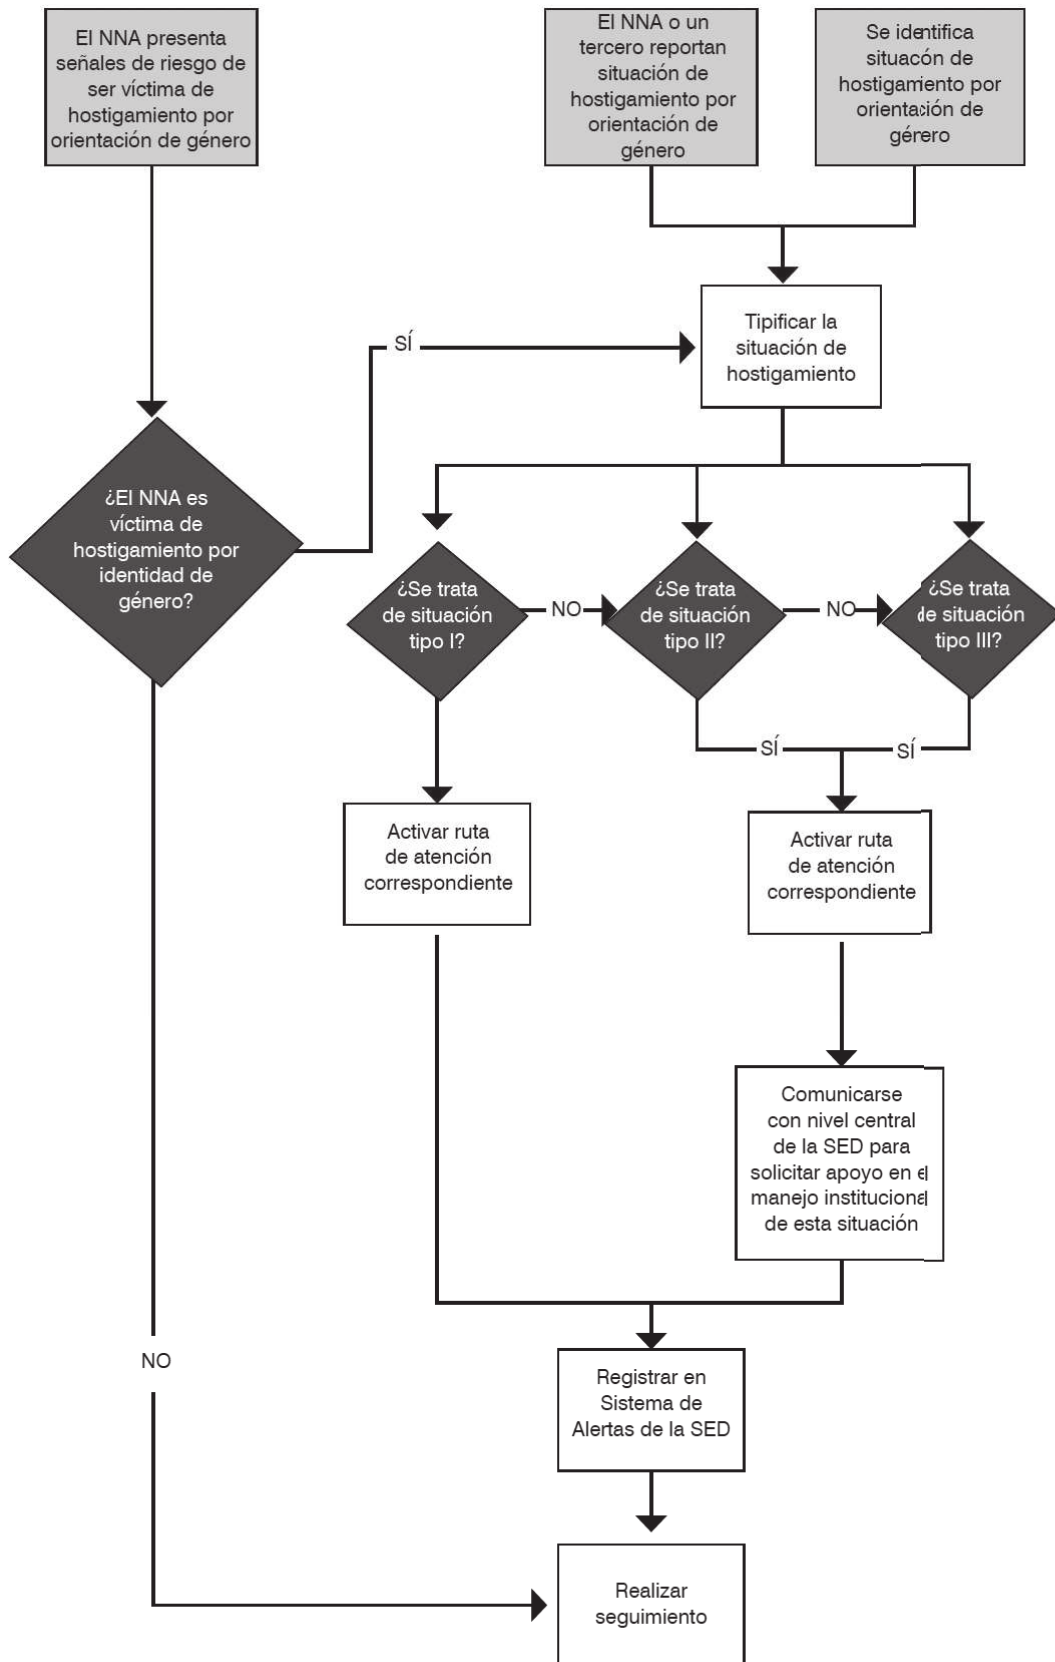 El NNA presenta
señales de riesgo de
ser víctima de
hostigamiento por
orientación de género
El NNA o un
tercero reportan
situación de
hostigamiento por
orientación de
género
Se identifica
situacón de
hostigamiento por
orientación de
género
Tipificar la
situación de
hostigamiento
SÍ
¿El NNA es
víctima de
hostigamiento por
identidad de
género?
¿Se trata
de situación
tipo I?
NO
¿Se trata
de situación
tipo II?
NO
¿Se trata
de situación
tipo III?
SÍ
SÍ
Activar ruta
de atención
correspondiente
Activar ruta
de atención
correspondiente
Comunicarse
con nivel central
de la SED para
solicitar apoyo en el
manejo institucional
de esta situación
NO
Registrar en
Sistema de
Alertas de la SED
Realizar
seguimiento